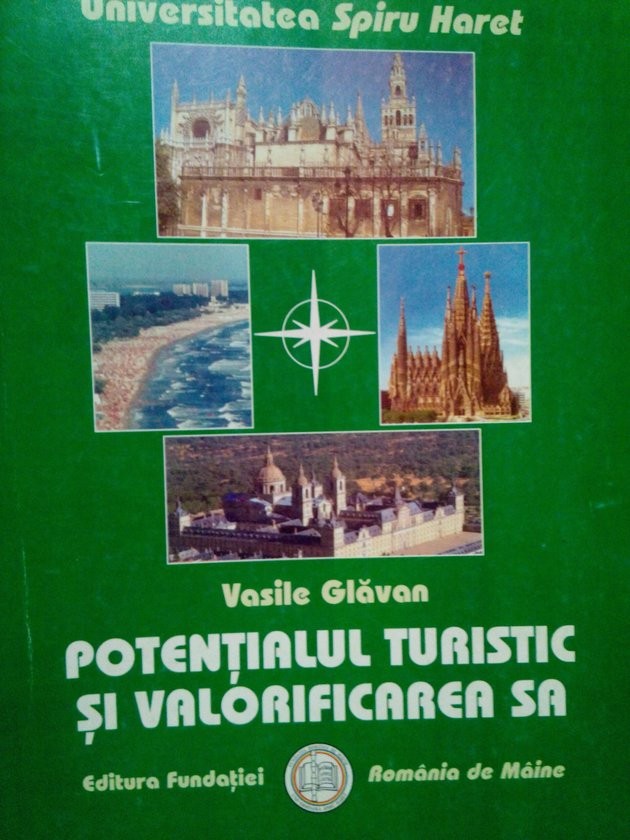 Universitatea Spiru Haret
Vasile Glăvan
POTENȚIALUL TURISTIC
ȘI VALORIFICAREA SA
Editura Fundației România de Mâine